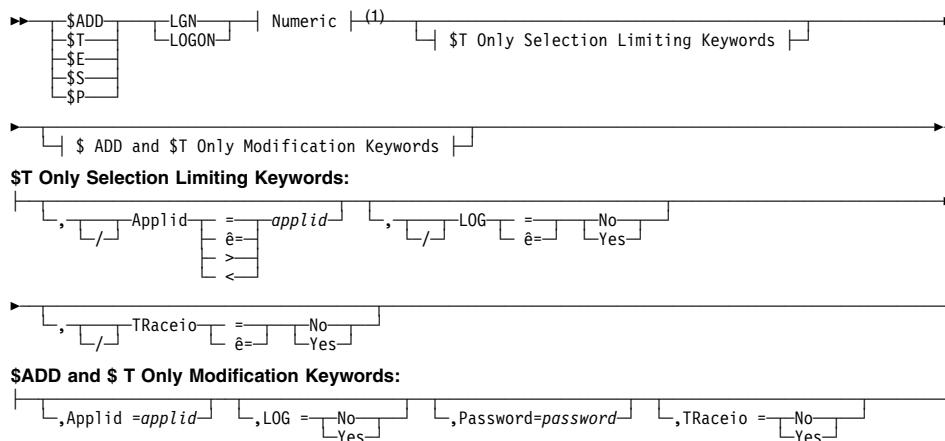 $ADD LGN Numeric (1)
$T LOGON $T Only Selection Limiting Keywords
$E
$S
$P
$ ADD and $T Only Modification Keywords
$T Only Selection Limiting Keywords:
, Applid = applid , LOG = No
/ ê= / ê= Yes
>
<
, TRaceio = No
/ ê= Yes
$ADD and $ T Only Modification Keywords:
,Applid =applid ,LOG = No ,Password=password ,TRaceio = No
Yes Yes